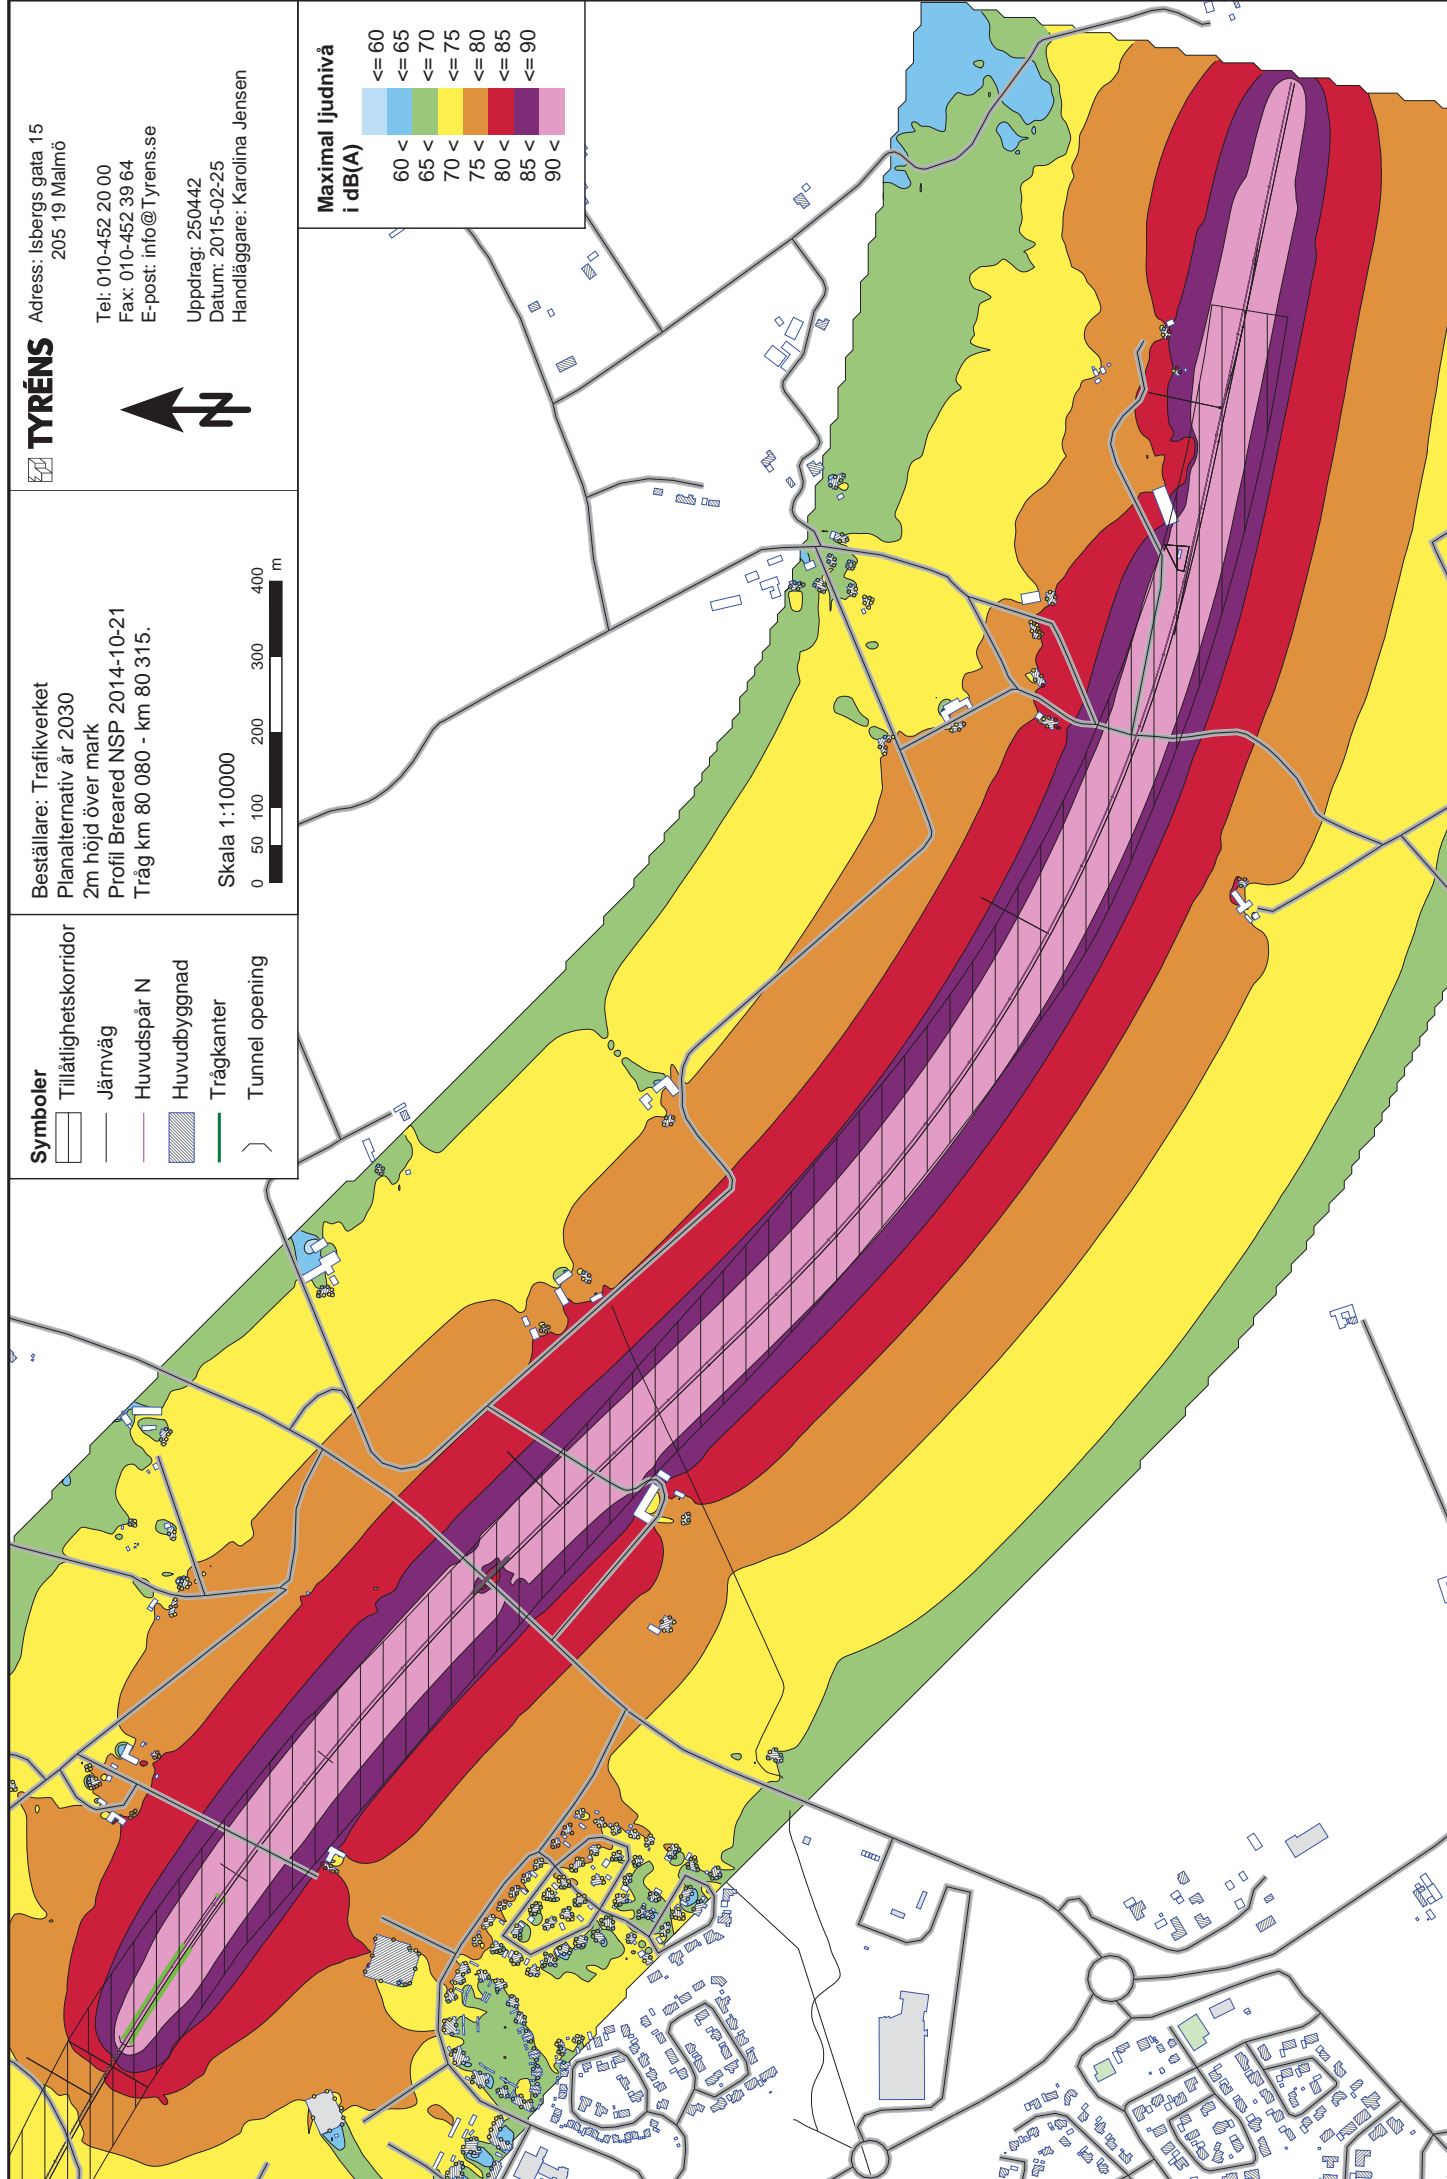 Symboler
Tillåtlighetskorridor
Järnväg
Huvudspår N
Huvudbyggnad
Trågkanter
Tunnel opening
Beställare: Trafikverket
Planalternativ år 2030
2m höjd över mark
Profil Breared NSP 2014-10-21
Tråg km 80 080 - km 80 315.
Skala 1:10000
0 50 100 200 300 400
m
TYRÉNS
Adress: Isbergs gata 15
205 19 Malmö
Tel: 010-452 20 00
Fax: 010-452 39 64
E-post: info@Tyrens.se
Uppdrag: 250442
Datum: 2015-02-25
Handläggare: Karolina Jensen
N
Maximal ljudnivå
i dB(A)
<= 60
60 < <= 65
65 < <= 70
70 < <= 75
75 < <= 80
80 < <= 85
85 < <= 90
90 <